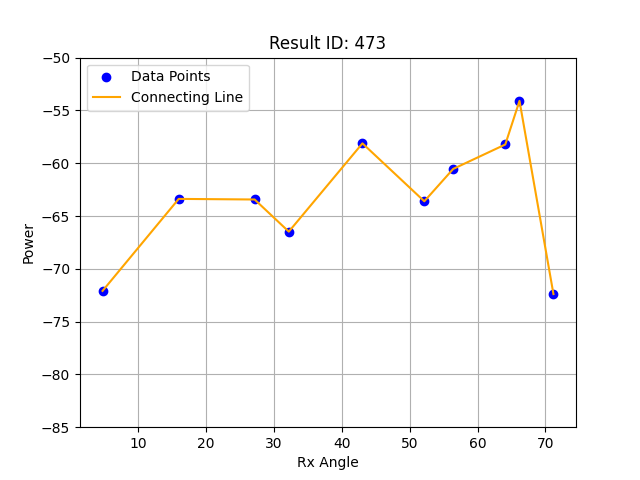 Result ID: 473
Data Points
Connecting Line
Power
−50
−55
−60
−65
−70
−75
−80
−85
10 20 30 40 50 60 70
Rx Angle